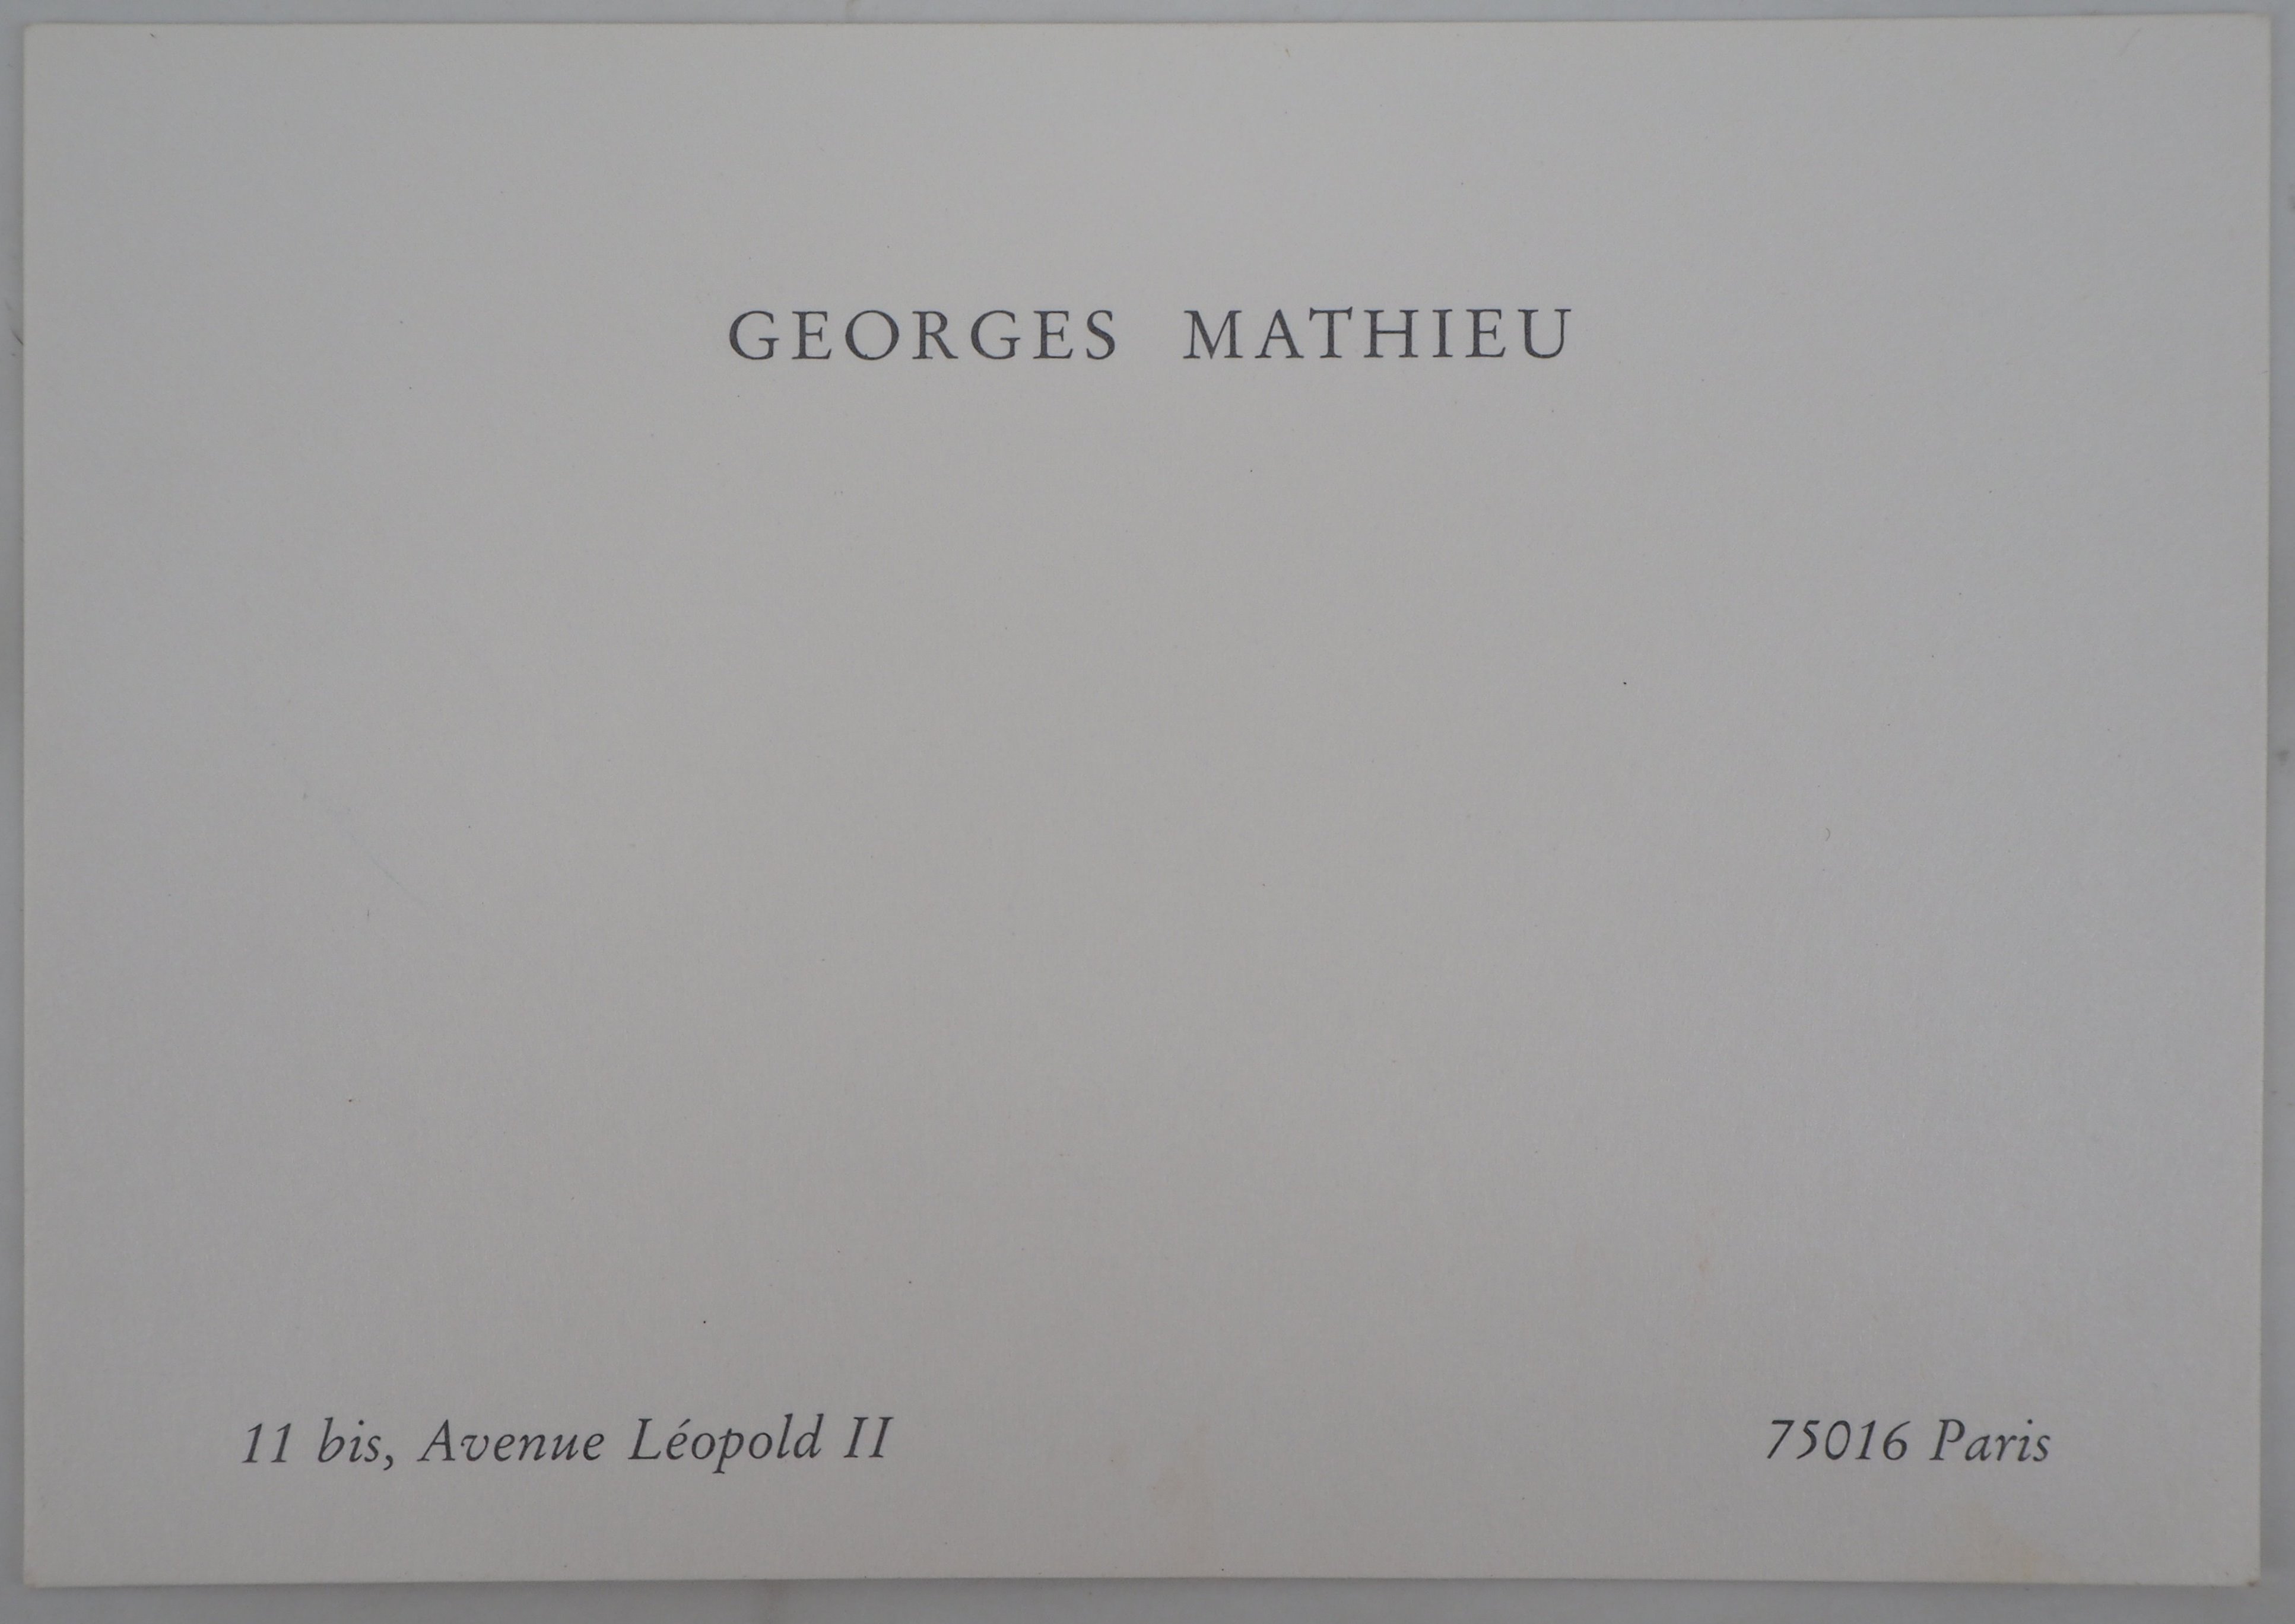 GEORGES MATHIEU
11 bis, Avenue Léopold II 75016 Paris